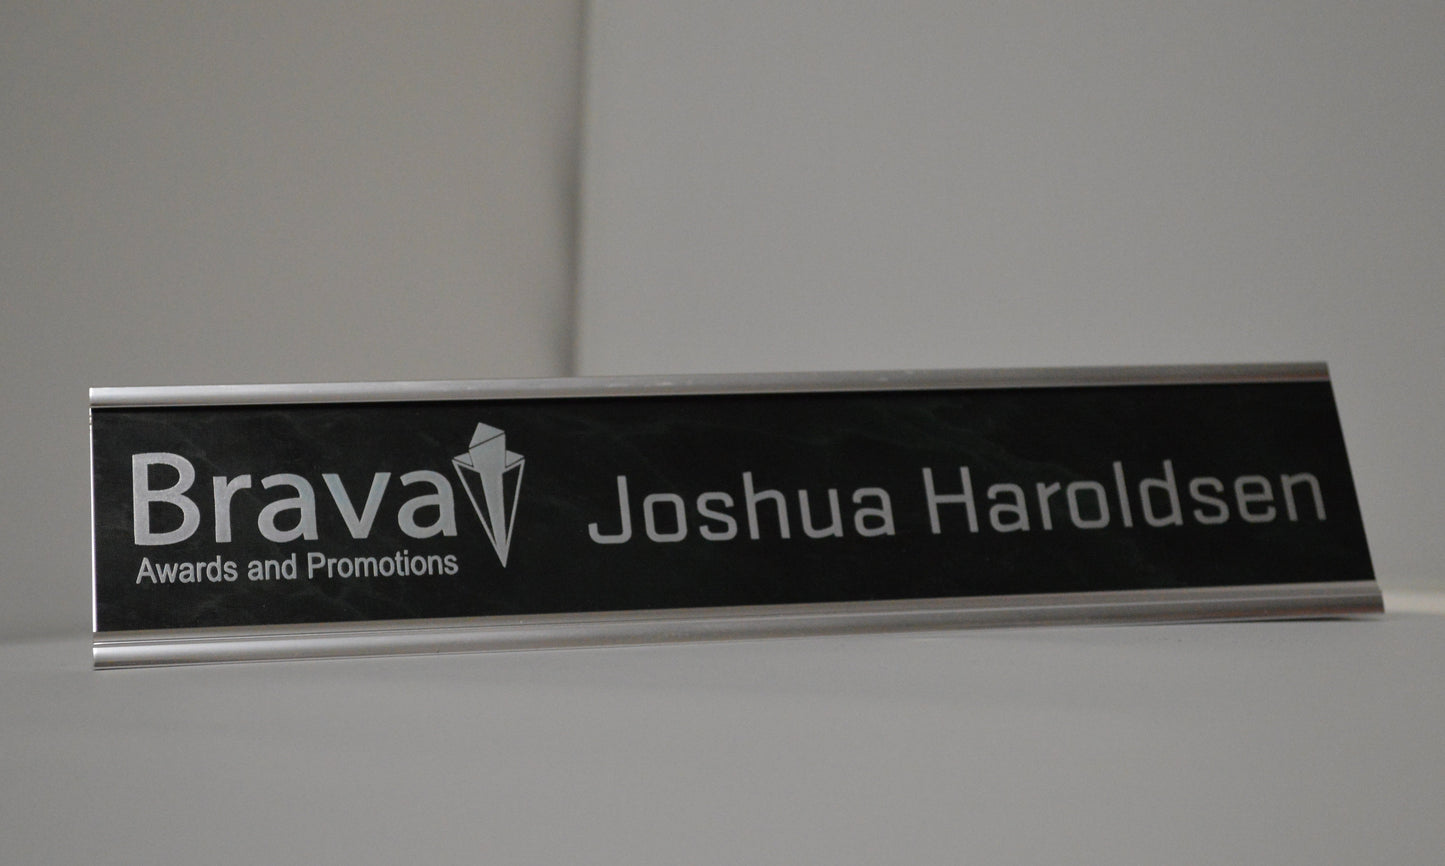 Brava
Awards and Promotions
Joshua Haroldsen